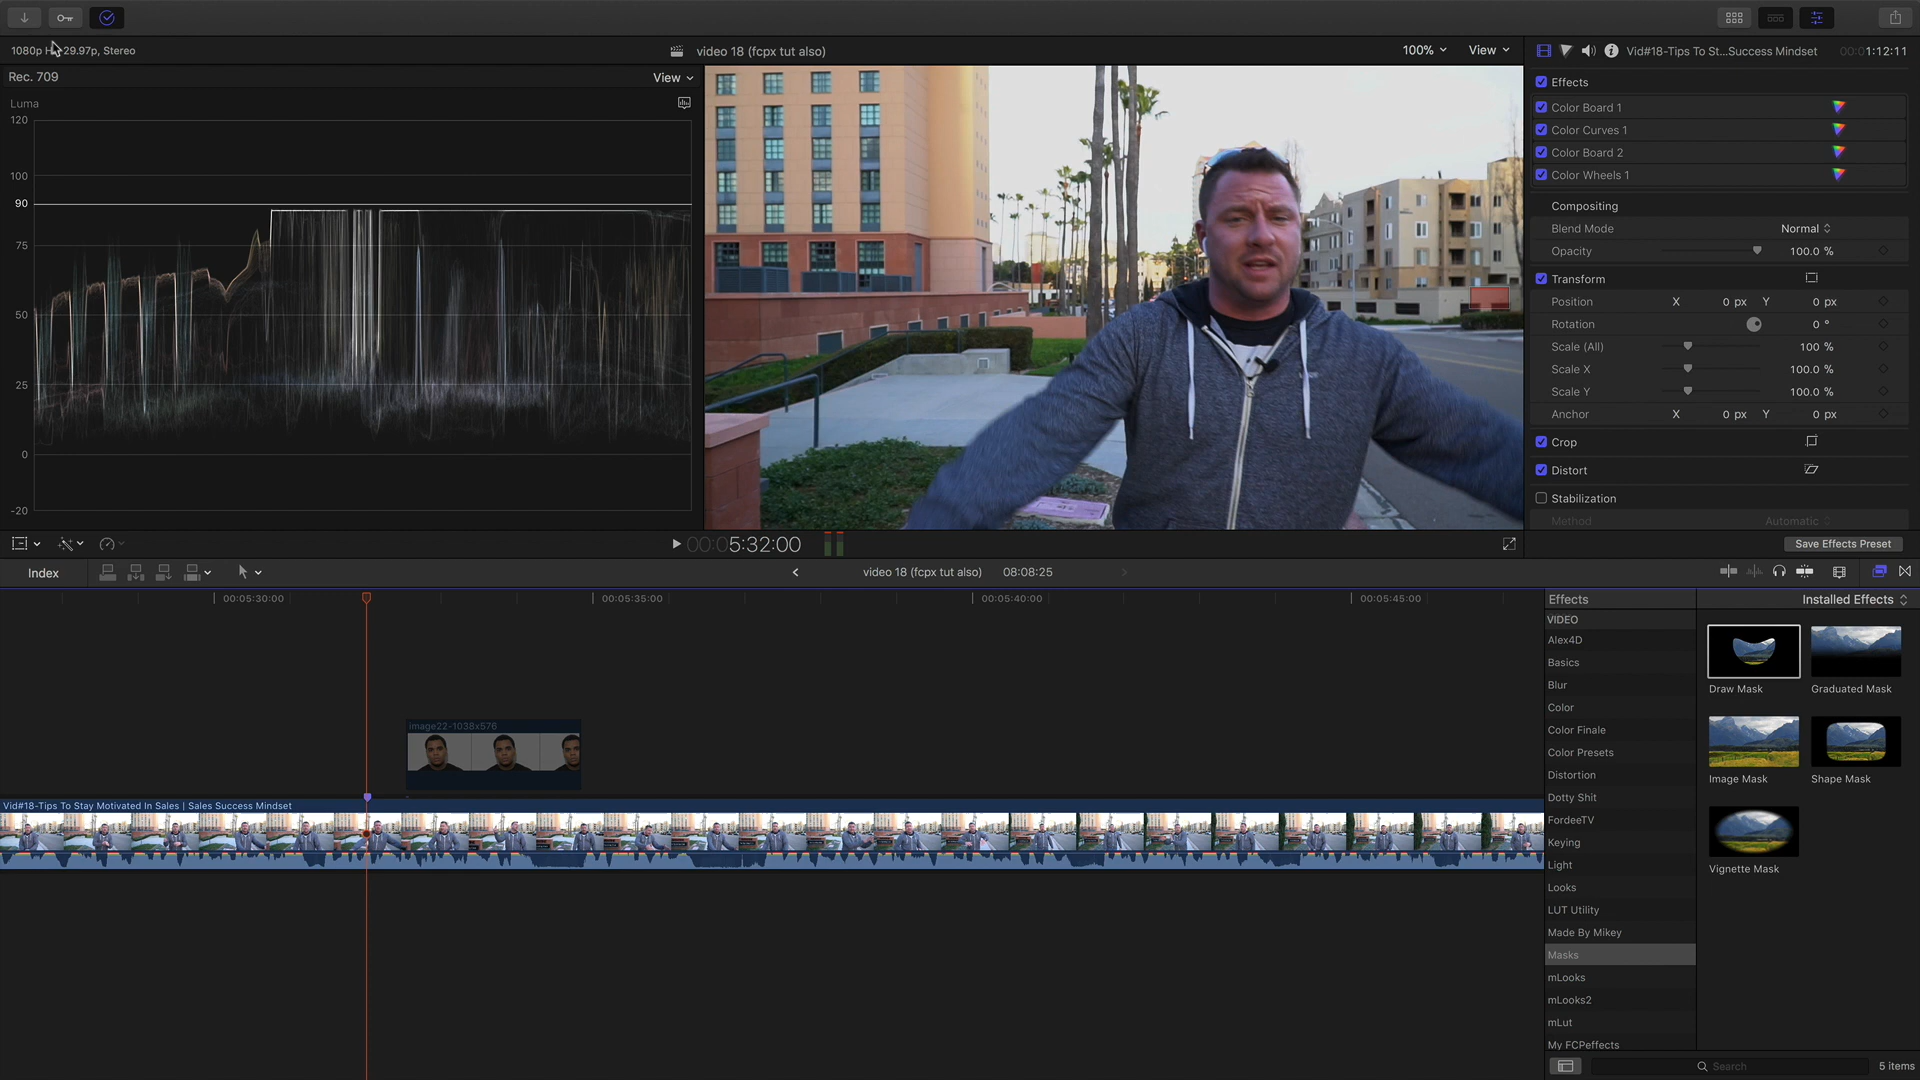 1080p H 29.97p, Stereo
video 18 (fcpx tut also)
100%
View
Vid#18-Tips To St...Success Mindset
00:01:12:11
Rec. 709
View
Effects
Luma
120
100
90
75
50
25
0
-20
Color Board 1
Color Curves 1
Color Board 2
Color Wheels 1
Compositing
Blend Mode
Normal
Opacity
100.0 %
Transform
Position
X
0 px
Y
0 px
Rotation
0 °
Scale (All)
100 %
Scale X
100.0 %
Scale Y
100.0 %
Anchor
X
0 px
Y
0 px
Crop
Distort
Stabilization
Method
Automatic
00:05:32:00
Save Effects Preset
Index
video 18 (fcpx tut also)
08:08:25
00:05:30:00
00:05:35:00
00:05:40:00
00:05:45:00
Effects
Installed Effects
VIDEO
Alex4D
Basics
Blur
Color
Color Finale
Color Presets
Distortion
Dotty Shit
FordeeTV
Keying
Light
Looks
LUT Utility
Made By Mikey
Masks
mLooks
mLooks2
mLut
My FCPeffects
Draw Mask
Graduated Mask
Image Mask
Shape Mask
Vignette Mask
image22-1038x576
Vid#18-Tips To Stay Motivated In Sales | Sales Success Mindset
Search
5 items